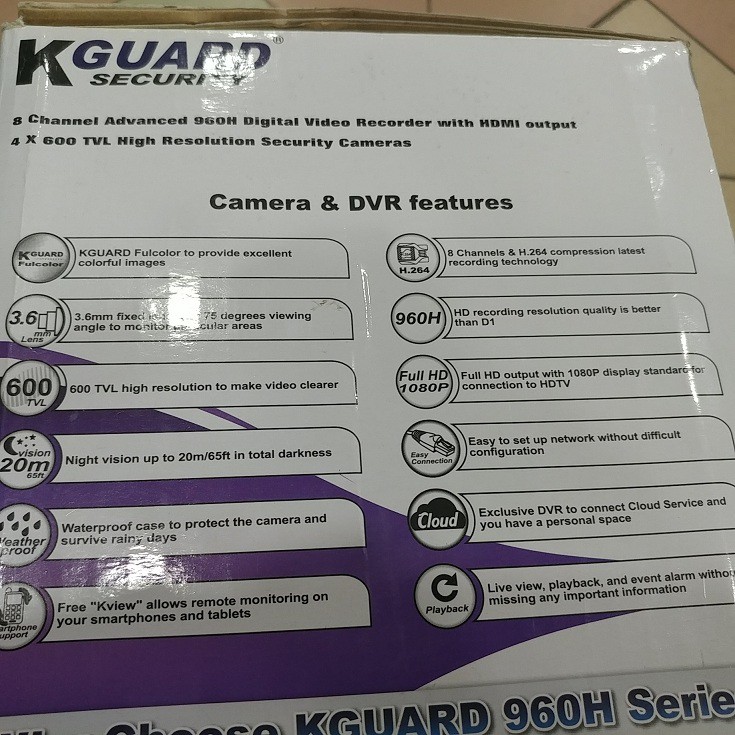 KGUARD®
SECURITY
8 Channel Advanced 960H Digital Video Recorder with HDMI output
4 X 600 TVL High Resolution Security Cameras
Camera & DVR features
KGUARD
Fulcolor
KGUARD Fulcolor to provide excellent
colorful images
3.6
mm
Lens
3.6mm fixed 75 degrees viewing
angle to monitor areas
600
TVL
600 TVL high resolution to make video clearer
vision
20m
65ft
Night vision up to 20m/65ft in total darkness
Weather
proof
Waterproof case to protect the camera and
survive rainy days
Smartphone
support
Free "Kview" allows remote monitoring on
your smartphones and tablets
H.264
8 Channels & H.264 compression latest
recording technology
960H
HD recording resolution quality is better
than D1
Full HD
1080P
Full HD output with 1080P display standard for
connection to HDTV
Easy
Connection
Easy to set up network without difficult
configuration
Cloud
Exclusive DVR to connect Cloud Service and
you have a personal space
Playback
Live view, playback, and event alarm withou
missing any important information
Choose KGUARD 960H Serie